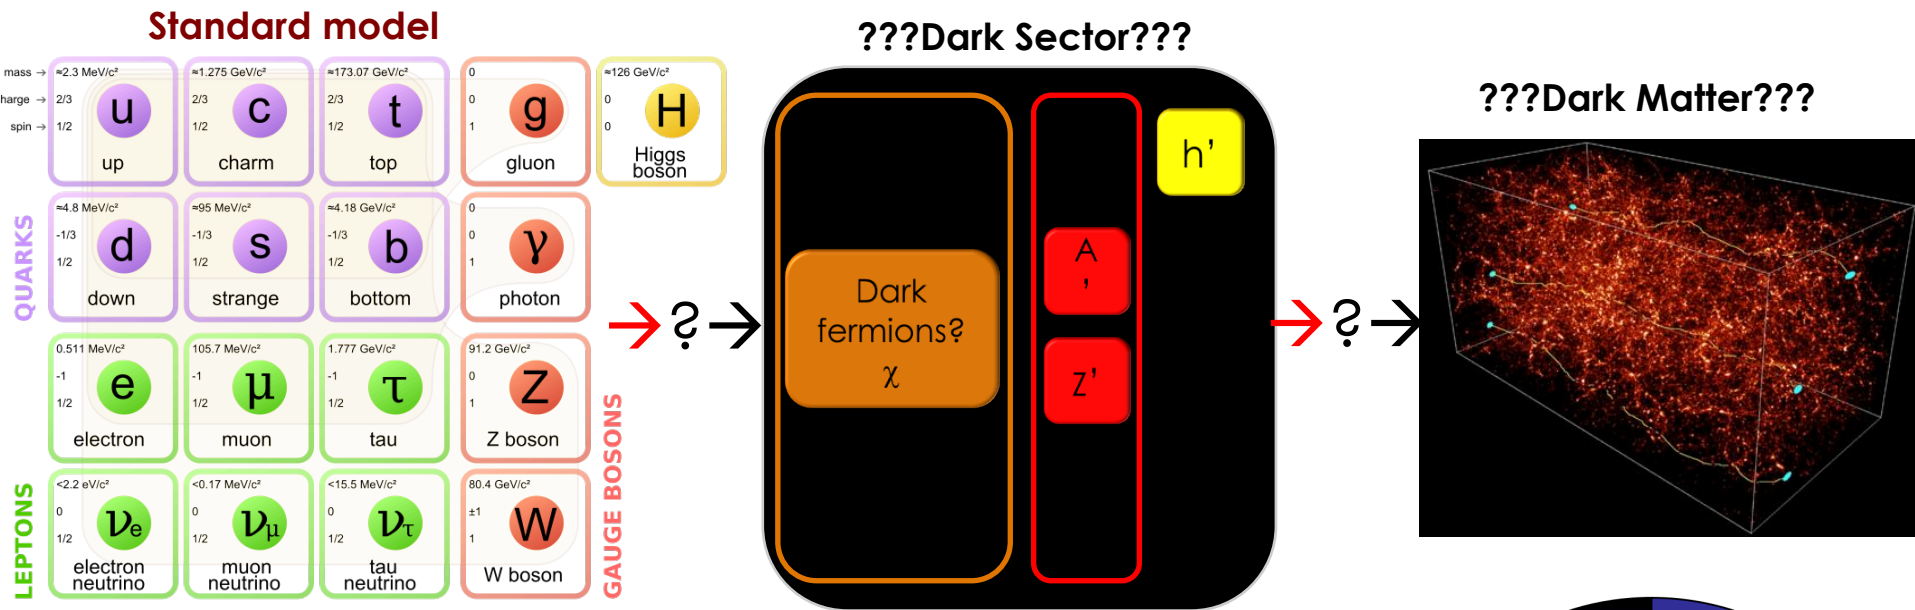 Standard model
???Dark Sector???
???Dark Matter???
mass →
harge →
spin →
≈2.3 MeV/c²
2/3
1/2
u
up
≈1.275 GeV/c²
2/3
1/2
c
charm
≈173.07 GeV/c²
2/3
1/2
t
top
0
0
1
g
gluon
≈126 GeV/c²
0
0
H
Higgs
boson
QUARKS
≈4.8 MeV/c²
-1/3
1/2
d
down
≈95 MeV/c²
-1/3
1/2
s
strange
≈4.18 GeV/c²
-1/3
1/2
b
bottom
0
0
1
γ
photon
LEPTONS
0.511 MeV/c²
-1
1/2
e
electron
105.7 MeV/c²
-1
1/2
μ
muon
1.777 GeV/c²
-1
1/2
τ
tau
91.2 GeV/c²
0
1
Z
Z boson
GAUGE BOSONS
<2.2 eV/c²
0
1/2
νe
electron
neutrino
<0.17 MeV/c²
0
1/2
νμ
muon
neutrino
<15.5 MeV/c²
0
1/2
ντ
tau
neutrino
80.4 GeV/c²
±1
1
W
W boson
→?→
Dark
fermions?
χ
A
'
Z'
h'
→?→